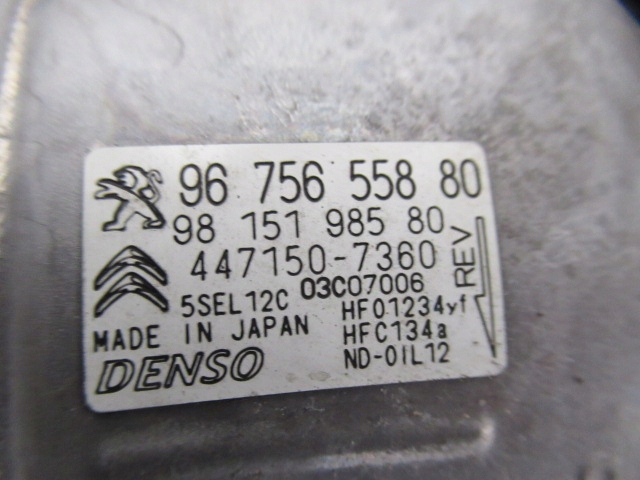 96 756 558 80
98 151 985 80
447150-7360
REV
5SEL12C 03C07006
HFO1234yf
MADE IN JAPAN HFC134a
DENSO ND-OIL12